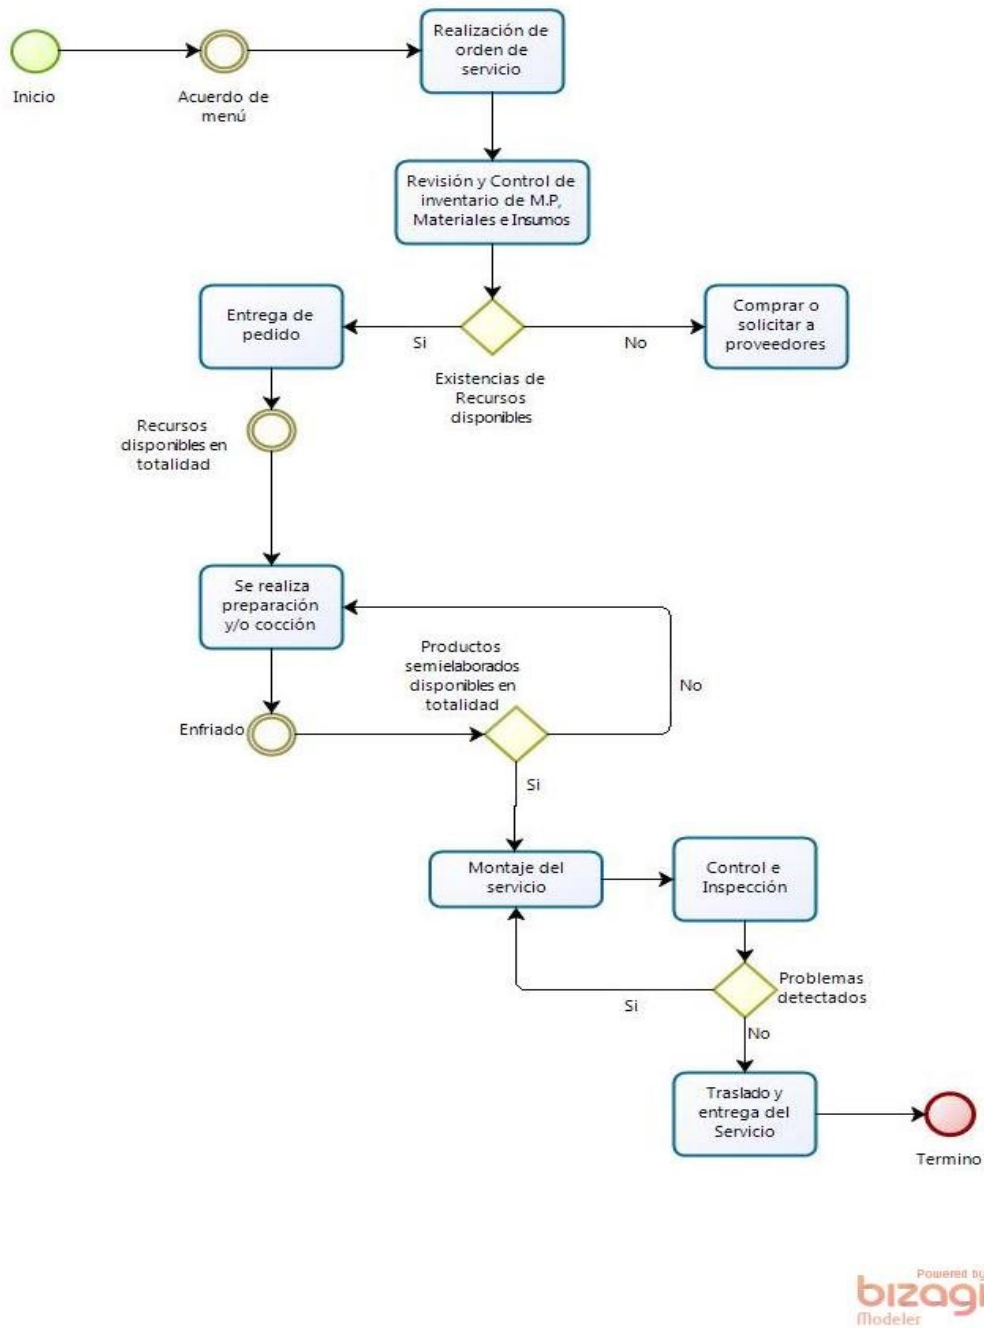 Inicio
Acuerdo de
menú
Realización de
orden de
servicio
Revisión y Control de
inventario de M.P,
Materiales e Insumos
Entrega de
pedido
Si
No
Comprar o
solicitar a
proveedores
Existencias de
Recursos
disponibles
Recursos
disponibles en
totalidad
Se realiza
preparación
y/o cocción
Productos
semielaborados
disponibles en
totalidad
No
Enfriado
Si
Montaje del
servicio
Control e
Inspección
Problemas
detectados
Si
No
Traslado y
entrega del
Servicio
Termino
Powered by
bizagi
Modeler